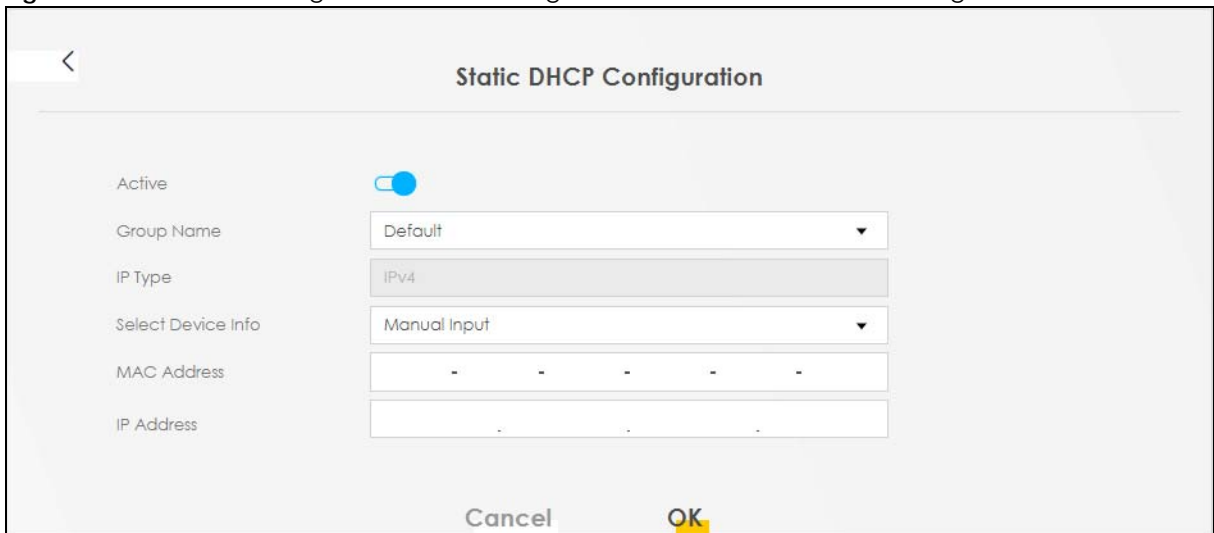 Static DHCP Configuration
Active
Group Name Default
IP Type IPv4
Select Device Info Manual Input
MAC Address - - - - -
IP Address . . .
Cancel OK